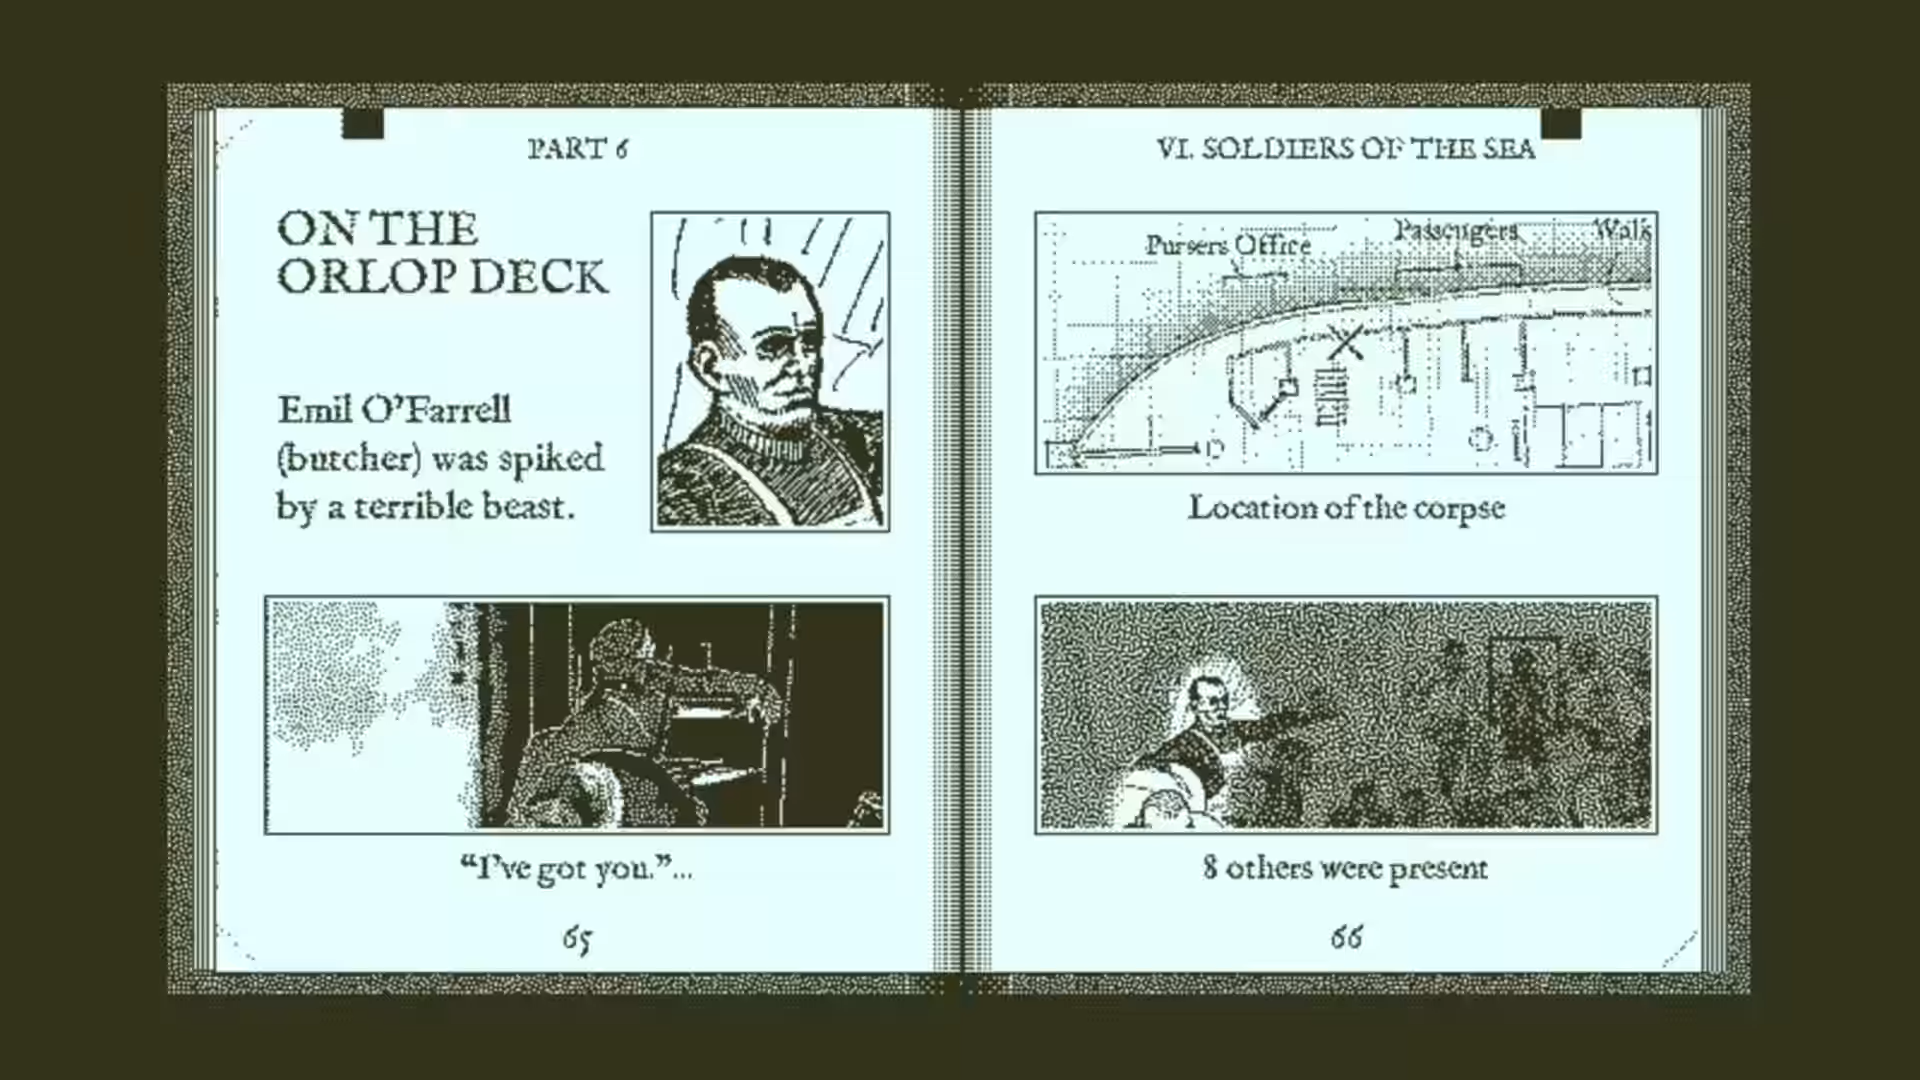 PART 6
ON THE
ORLOP DECK
Emil O'Farrell
(butcher) was spiked
by a terrible beast.
“I've got you.”...
65
VI. SOLDIERS OF THE SEA
Pursers Office
Passengers
Walk
Location of the corpse
8 others were present
66